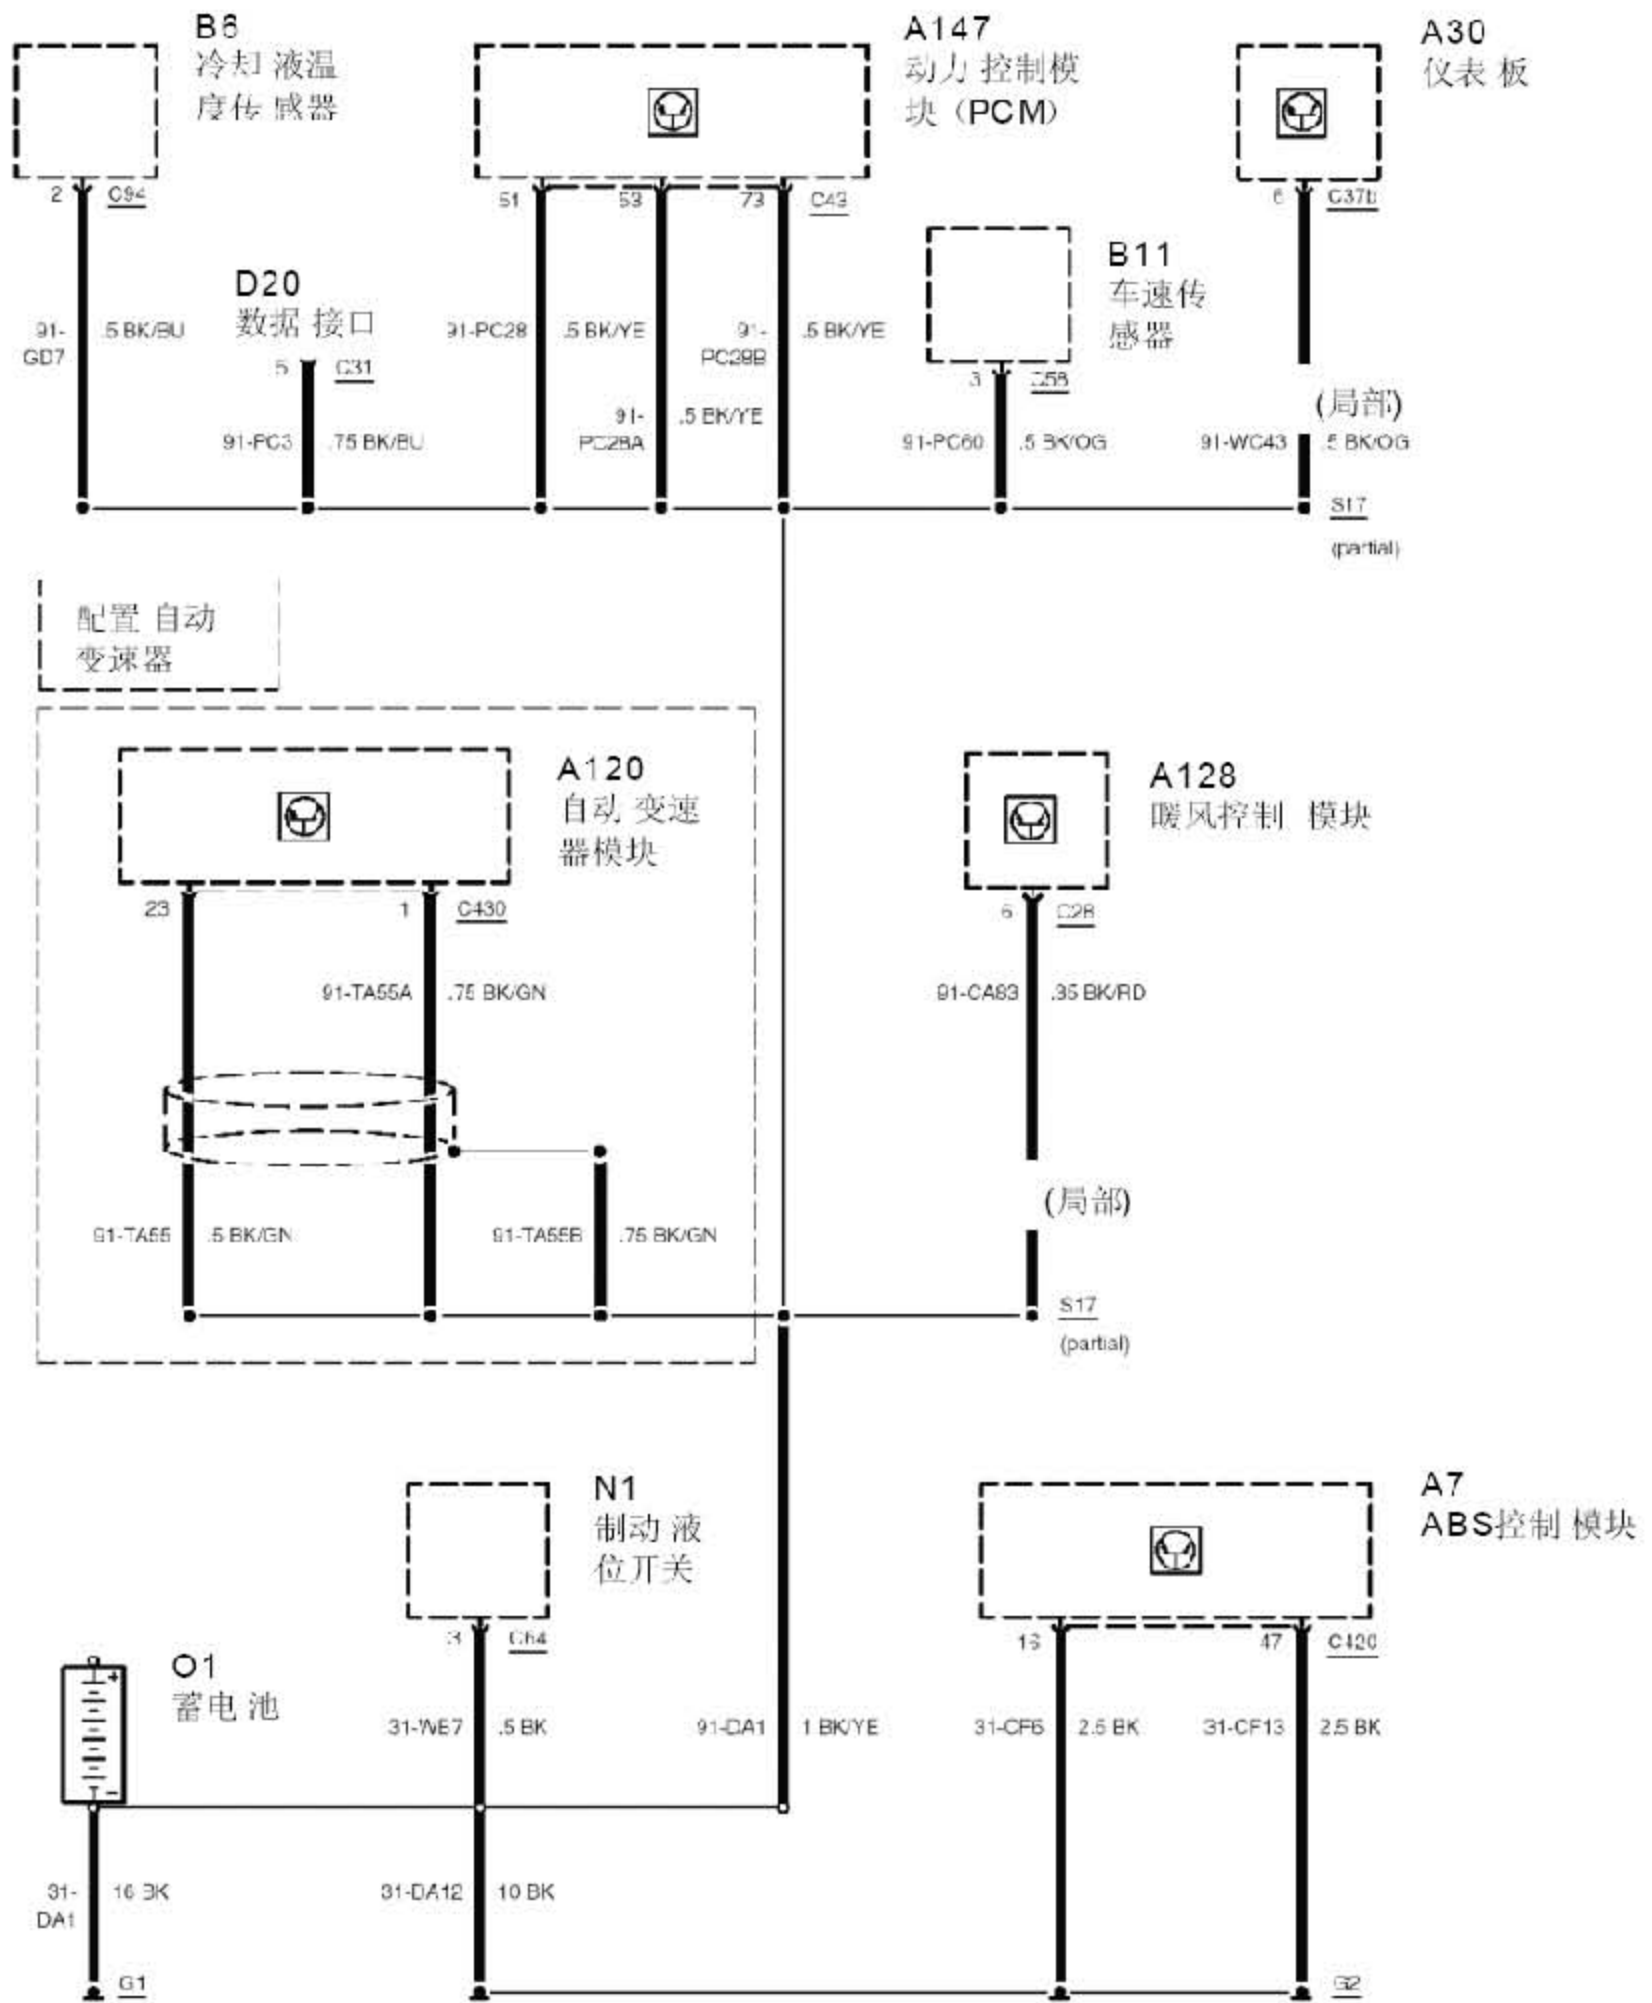 B6
冷却 液温
度传 感器
A147
动力 控制模
块（PCM）
A30
仪表 板
2
C94
51
53
73
C43
6
C37b
D20
数据 接口
5
C31
B11
车速传
感器
3
C58
91-
GD7
.5 BK/BU
91-PC28
.5 BK/YE
91-
PC28B
.5 BK/YE
91-
PC28A
.5 BK/YE
(局部)
91-PC3
.75 BK/BU
91-PC60
.5 BK/OG
91-WC43
.5 BK/OG
S17
(partial)
配置 自动
变速器
A120
自动 变速
器模块
A128
暖风控制 模块
23
1
C430
6
C28
91-TA55A
.75 BK/GN
91-CA83
.35 BK/RD
(局部)
91-TA55
.5 BK/GN
91-TA55B
.75 BK/GN
S17
(partial)
N1
制动 液
位开关
A7
ABS控制 模块
3
C64
16
47
C420
O1
蓄电 池
+
-
31-WE7
.5 BK
91-DA1
1 BK/YE
31-CF6
2.5 BK
31-CF13
2.5 BK
31-
DA1
16 BK
31-DA12
10 BK
G1
G2